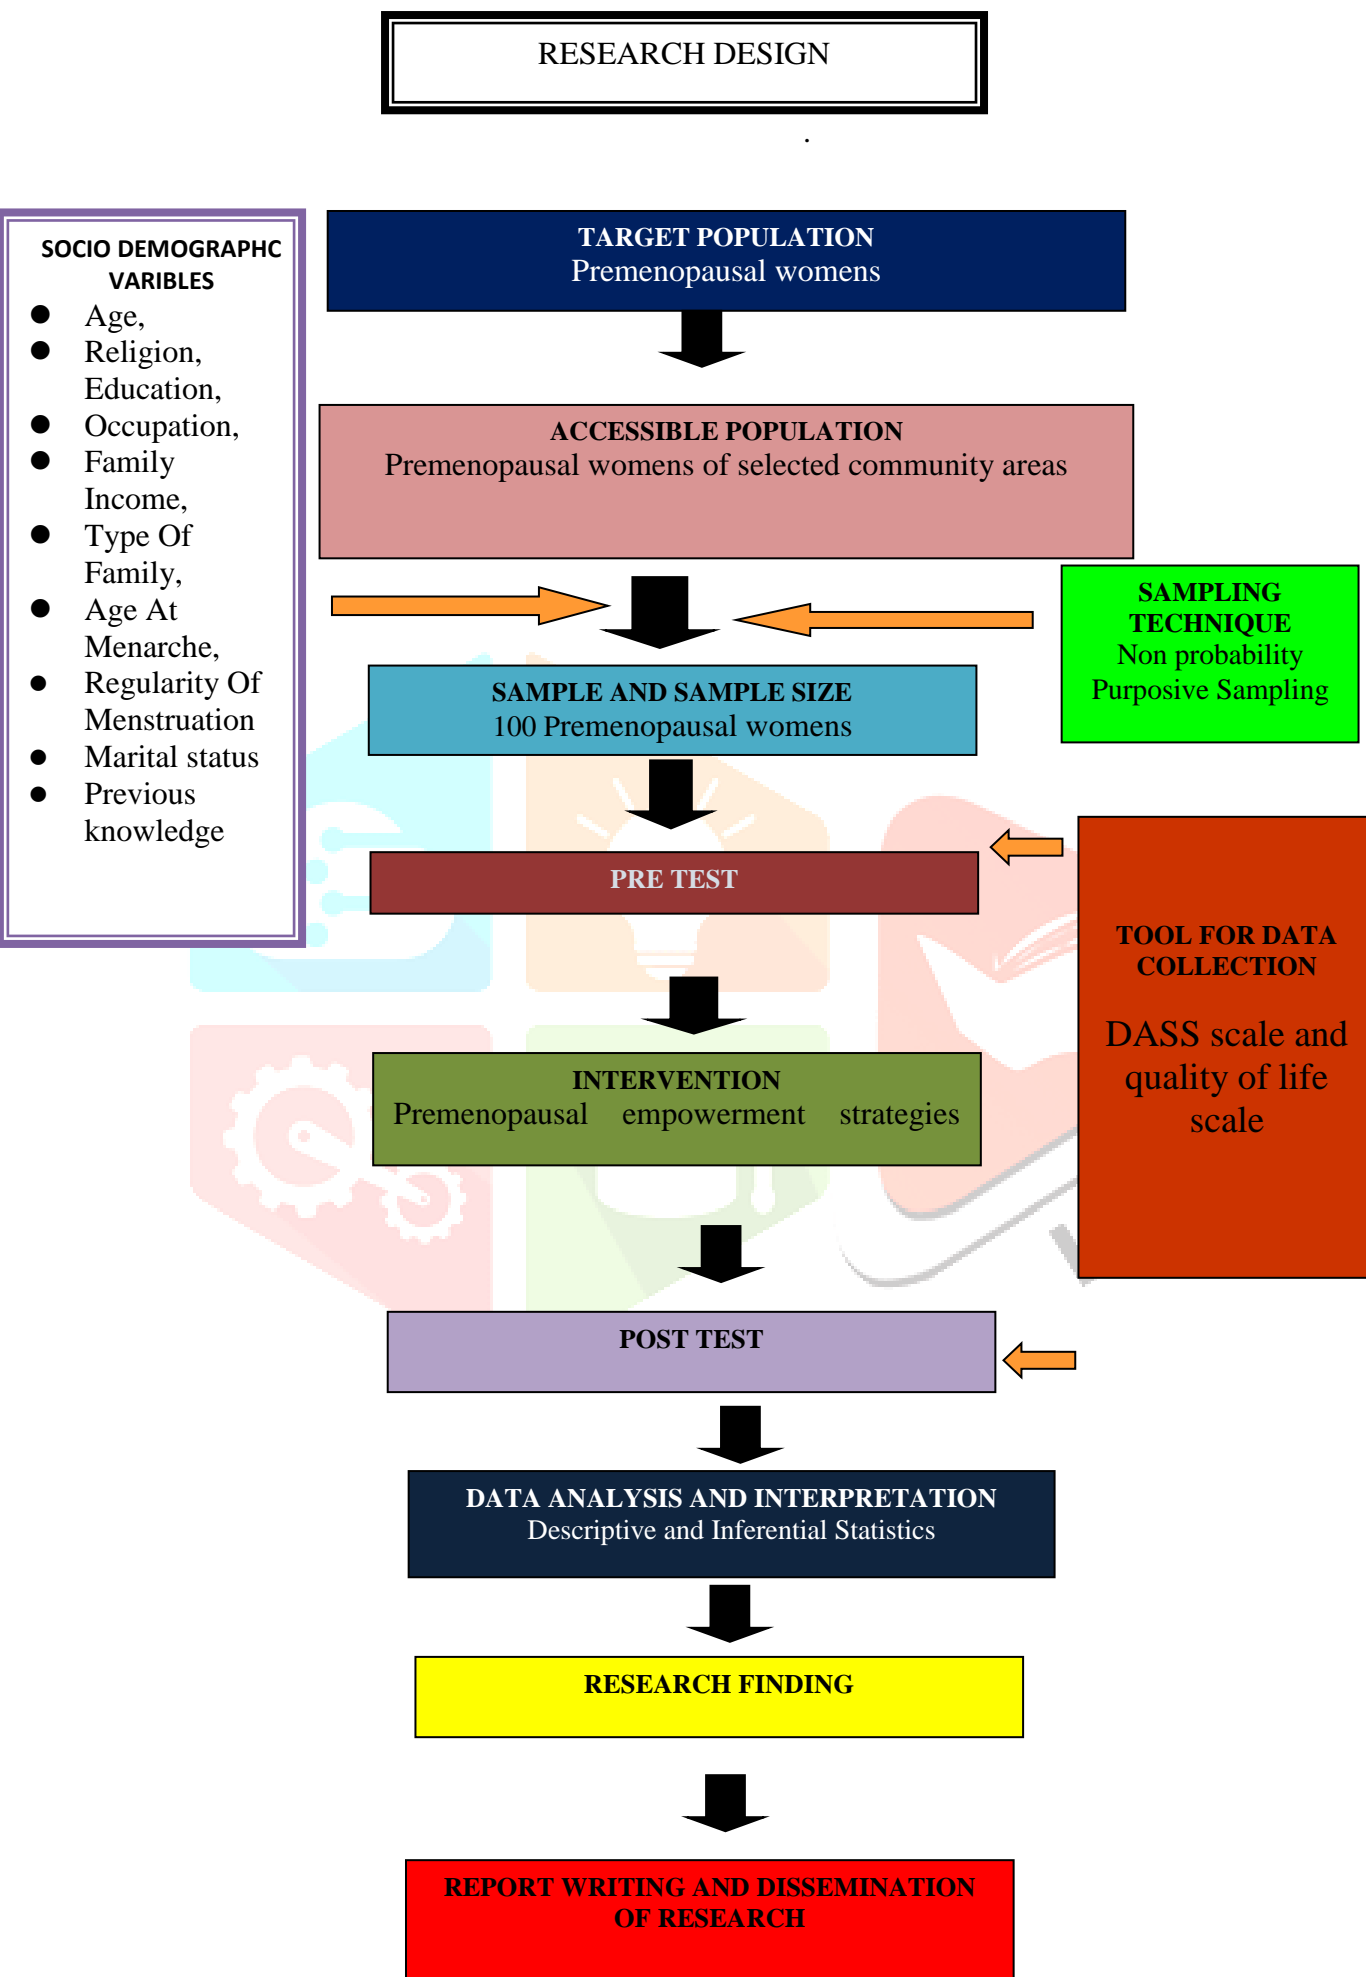 RESEARCH DESIGN
.
SOCIO DEMOGRAPHC
VARIBLES
● Age,
● Religion,
Education,
● Occupation,
● Family
Income,
● Type Of
Family,
● Age At
Menarche,
● Regularity Of
Menstruation
● Marital status
● Previous
knowledge
TARGET POPULATION
Premenopausal womens
ACCESSIBLE POPULATION
Premenopausal womens of selected community areas
SAMPLING
TECHNIQUE
Non probability
Purposive Sampling
SAMPLE AND SAMPLE SIZE
100 Premenopausal womens
PRE TEST
TOOL FOR DATA
COLLECTION
DASS scale and
quality of life
scale
INTERVENTION
Premenopausal empowerment strategies
POST TEST
DATA ANALYSIS AND INTERPRETATION
Descriptive and Inferential Statistics
RESEARCH FINDING
REPORT WRITING AND DISSEMINATION
OF RESEARCH